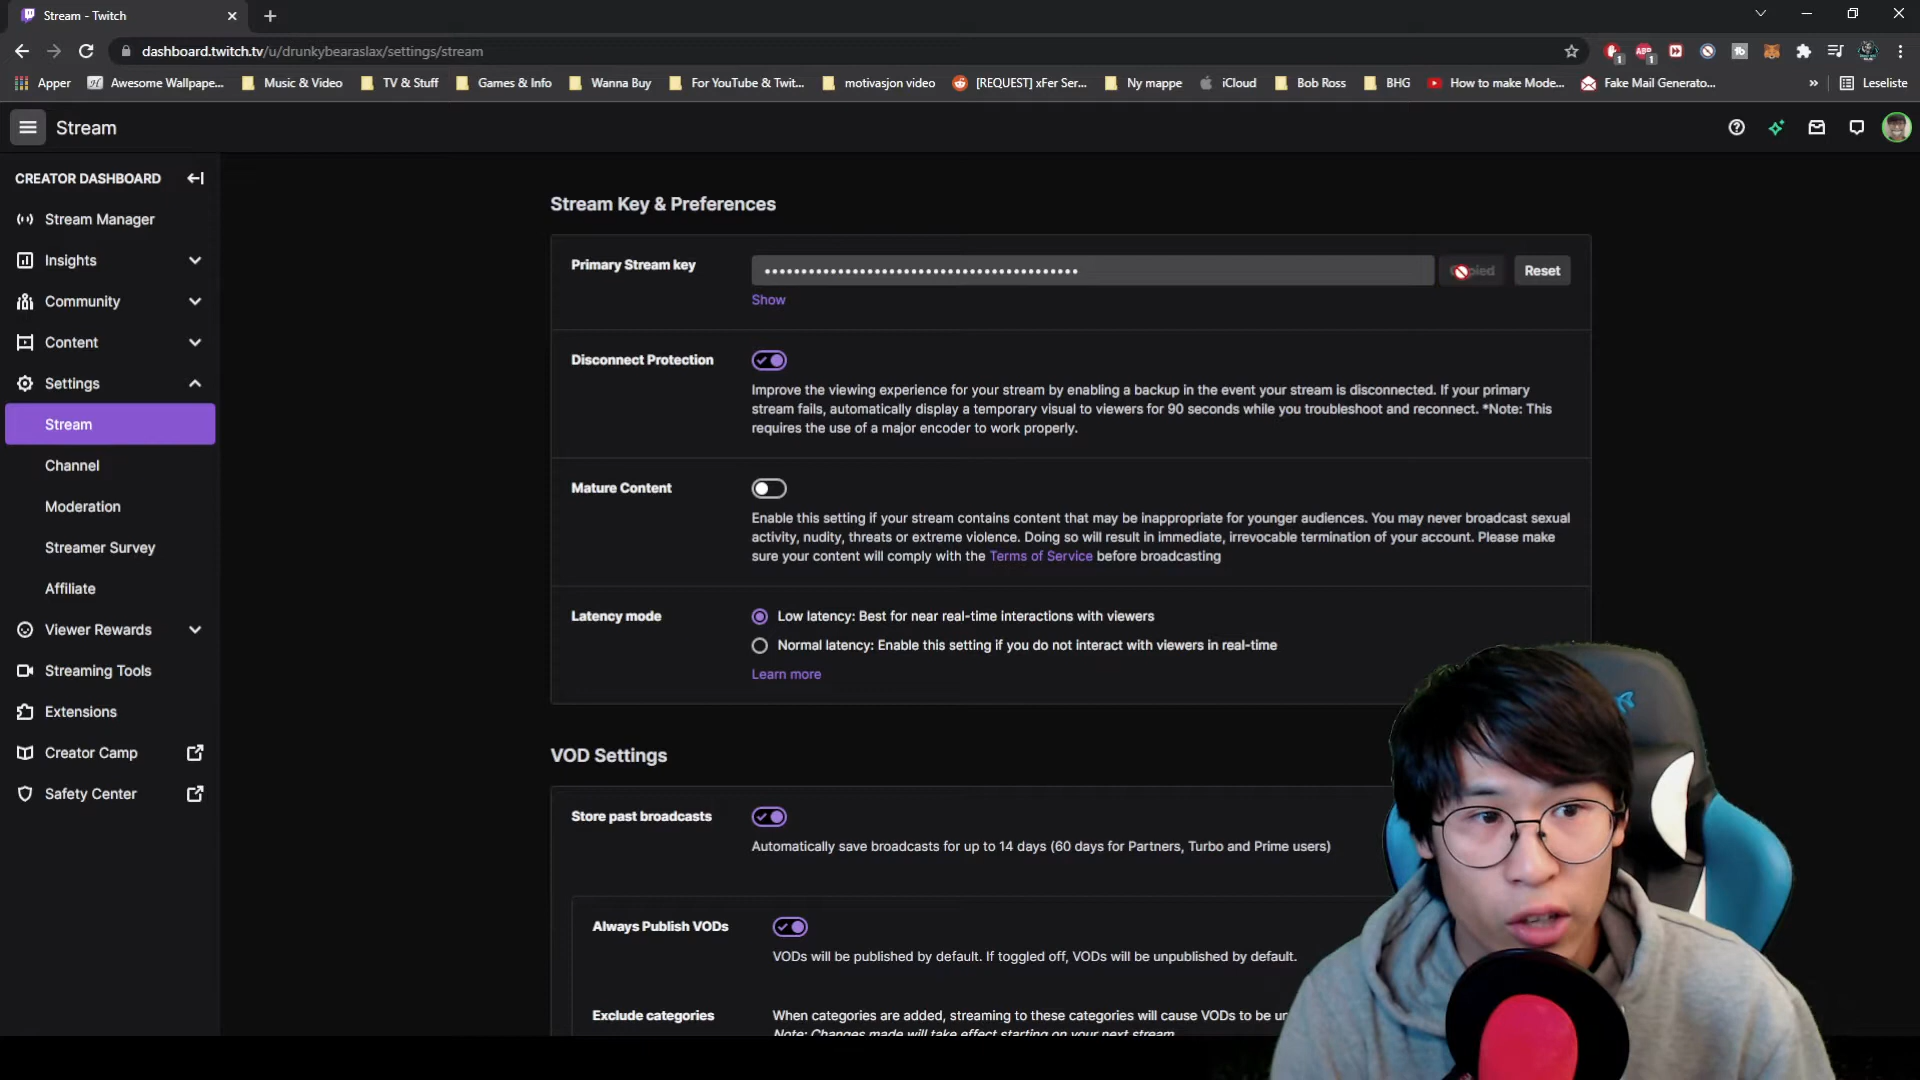 Stream - Twitch
dashboard.twitch.tv/u/drunkybearaslax/settings/stream
Apper
Awesome Wallpape...
Music & Video
TV & Stuff
Games & Info
Wanna Buy
For YouTube & Twit...
motivasjon video
[REQUEST] xFer Ser...
Ny mappe
iCloud
Bob Ross
BHG
How to make Mode...
Fake Mail Generato...
»
Leseliste
Stream
CREATOR DASHBOARD
Stream Manager
Insights
Community
Content
Settings
Stream
Channel
Moderation
Streamer Survey
Affiliate
Viewer Rewards
Streaming Tools
Extensions
Creator Camp
Safety Center
Stream Key & Preferences
Primary Stream key
Reset
Show
Disconnect Protection
Improve the viewing experience for your stream by enabling a backup in the event your stream is disconnected. If your primary
stream fails, automatically display a temporary visual to viewers for 90 seconds while you troubleshoot and reconnect. *Note: This
requires the use of a major encoder to work properly.
Mature Content
Enable this setting if your stream contains content that may be inappropriate for younger audiences. You may never broadcast sexual
activity, nudity, threats or extreme violence. Doing so will result in immediate, irrevocable termination of your account. Please make
sure your content will comply with the Terms of Service before broadcasting
Latency mode
Low latency: Best for near real-time interactions with viewers
Normal latency: Enable this setting if you do not interact with viewers in real-time
Learn more
VOD Settings
Store past broadcasts
Automatically save broadcasts for up to 14 days (60 days for Partners, Turbo and Prime users)
Always Publish VODs
VODs will be published by default. If toggled off, VODs will be unpublished by default.
Exclude categories
When categories are added, streaming to these categories will cause VODs to be
Note: Changes made will take effect starting on your next stream